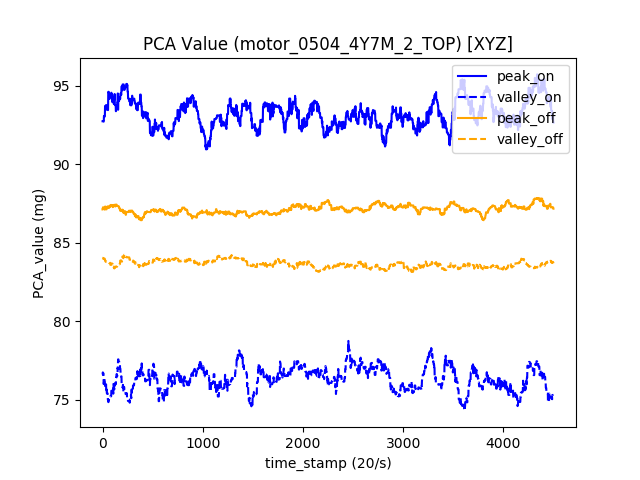 PCA Value (motor_0504_4Y7M_2_TOP) [XYZ]
peak_on
valley_on
peak_off
valley_off
PCA_value (mg)
95
90
85
80
75
0 1000 2000 3000 4000
time_stamp (20/s)